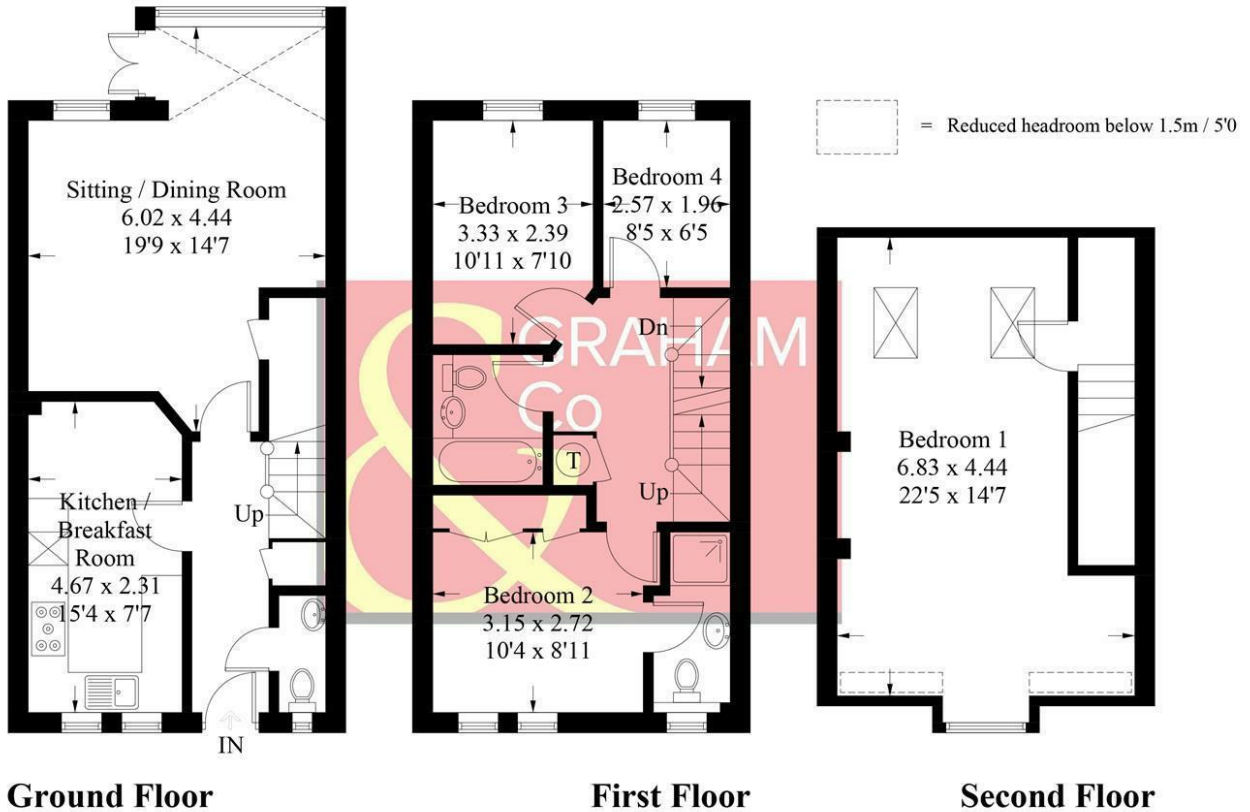 Sitting / Dining Room
6.02 x 4.44
19'9 x 14'7
Kitchen /
Breakfast
Room
4.67 x 2.31
15'4 x 7'7
Up
IN
Ground Floor
Bedroom 3
3.33 x 2.39
10'11 x 7'10
Bedroom 4
2.57 x 1.96
8'5 x 6'5
Dn
GRAHAM
& Co
T
Up
Bedroom 2
3.15 x 2.72
10'4 x 8'11
First Floor
= Reduced headroom below 1.5m / 5'0
Bedroom 1
6.83 x 4.44
22'5 x 14'7
Second Floor